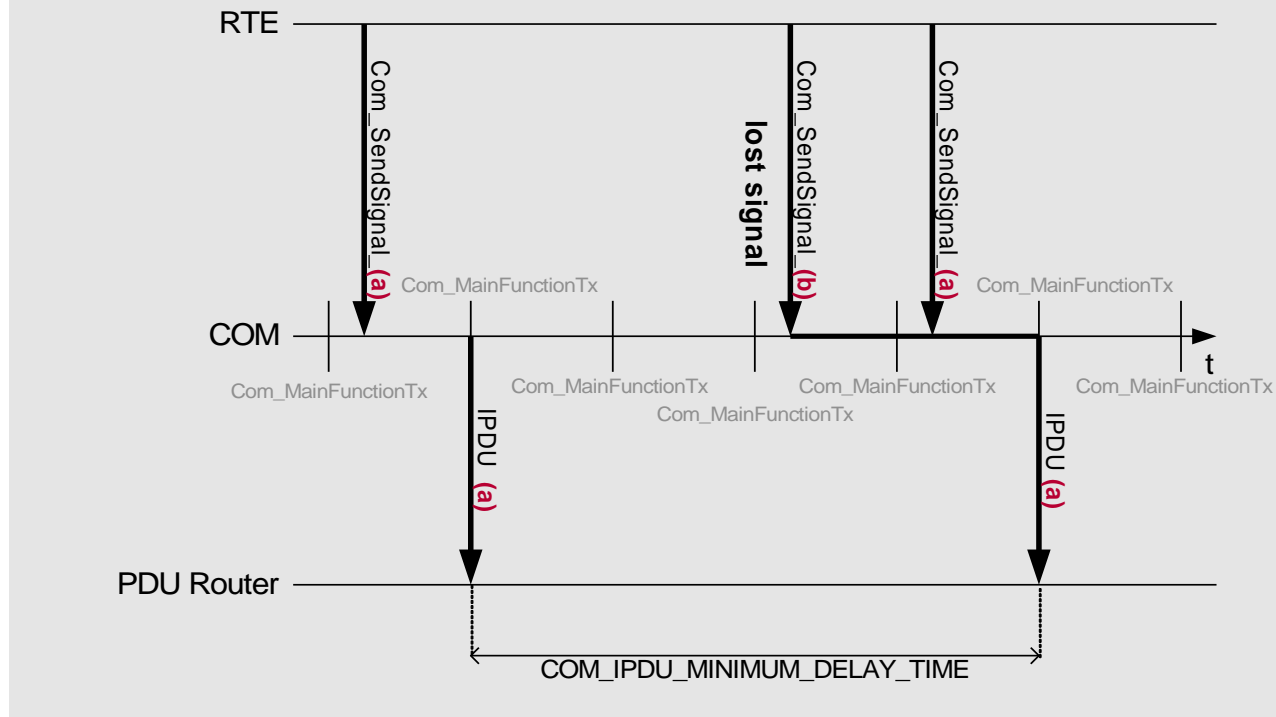 RTE
Com_SendSignal_(a)
lost signal
Com_SendSignal_(b)
Com_SendSignal_(a)
Com_MainFunctionTx
Com_MainFunctionTx
COM
t
Com_MainFunctionTx
Com_MainFunctionTx
Com_MainFunctionTx
Com_MainFunctionTx
Com_MainFunctionTx
IPDU (a)
IPDU (a)
PDU Router
COM_IPDU_MINIMUM_DELAY_TIME